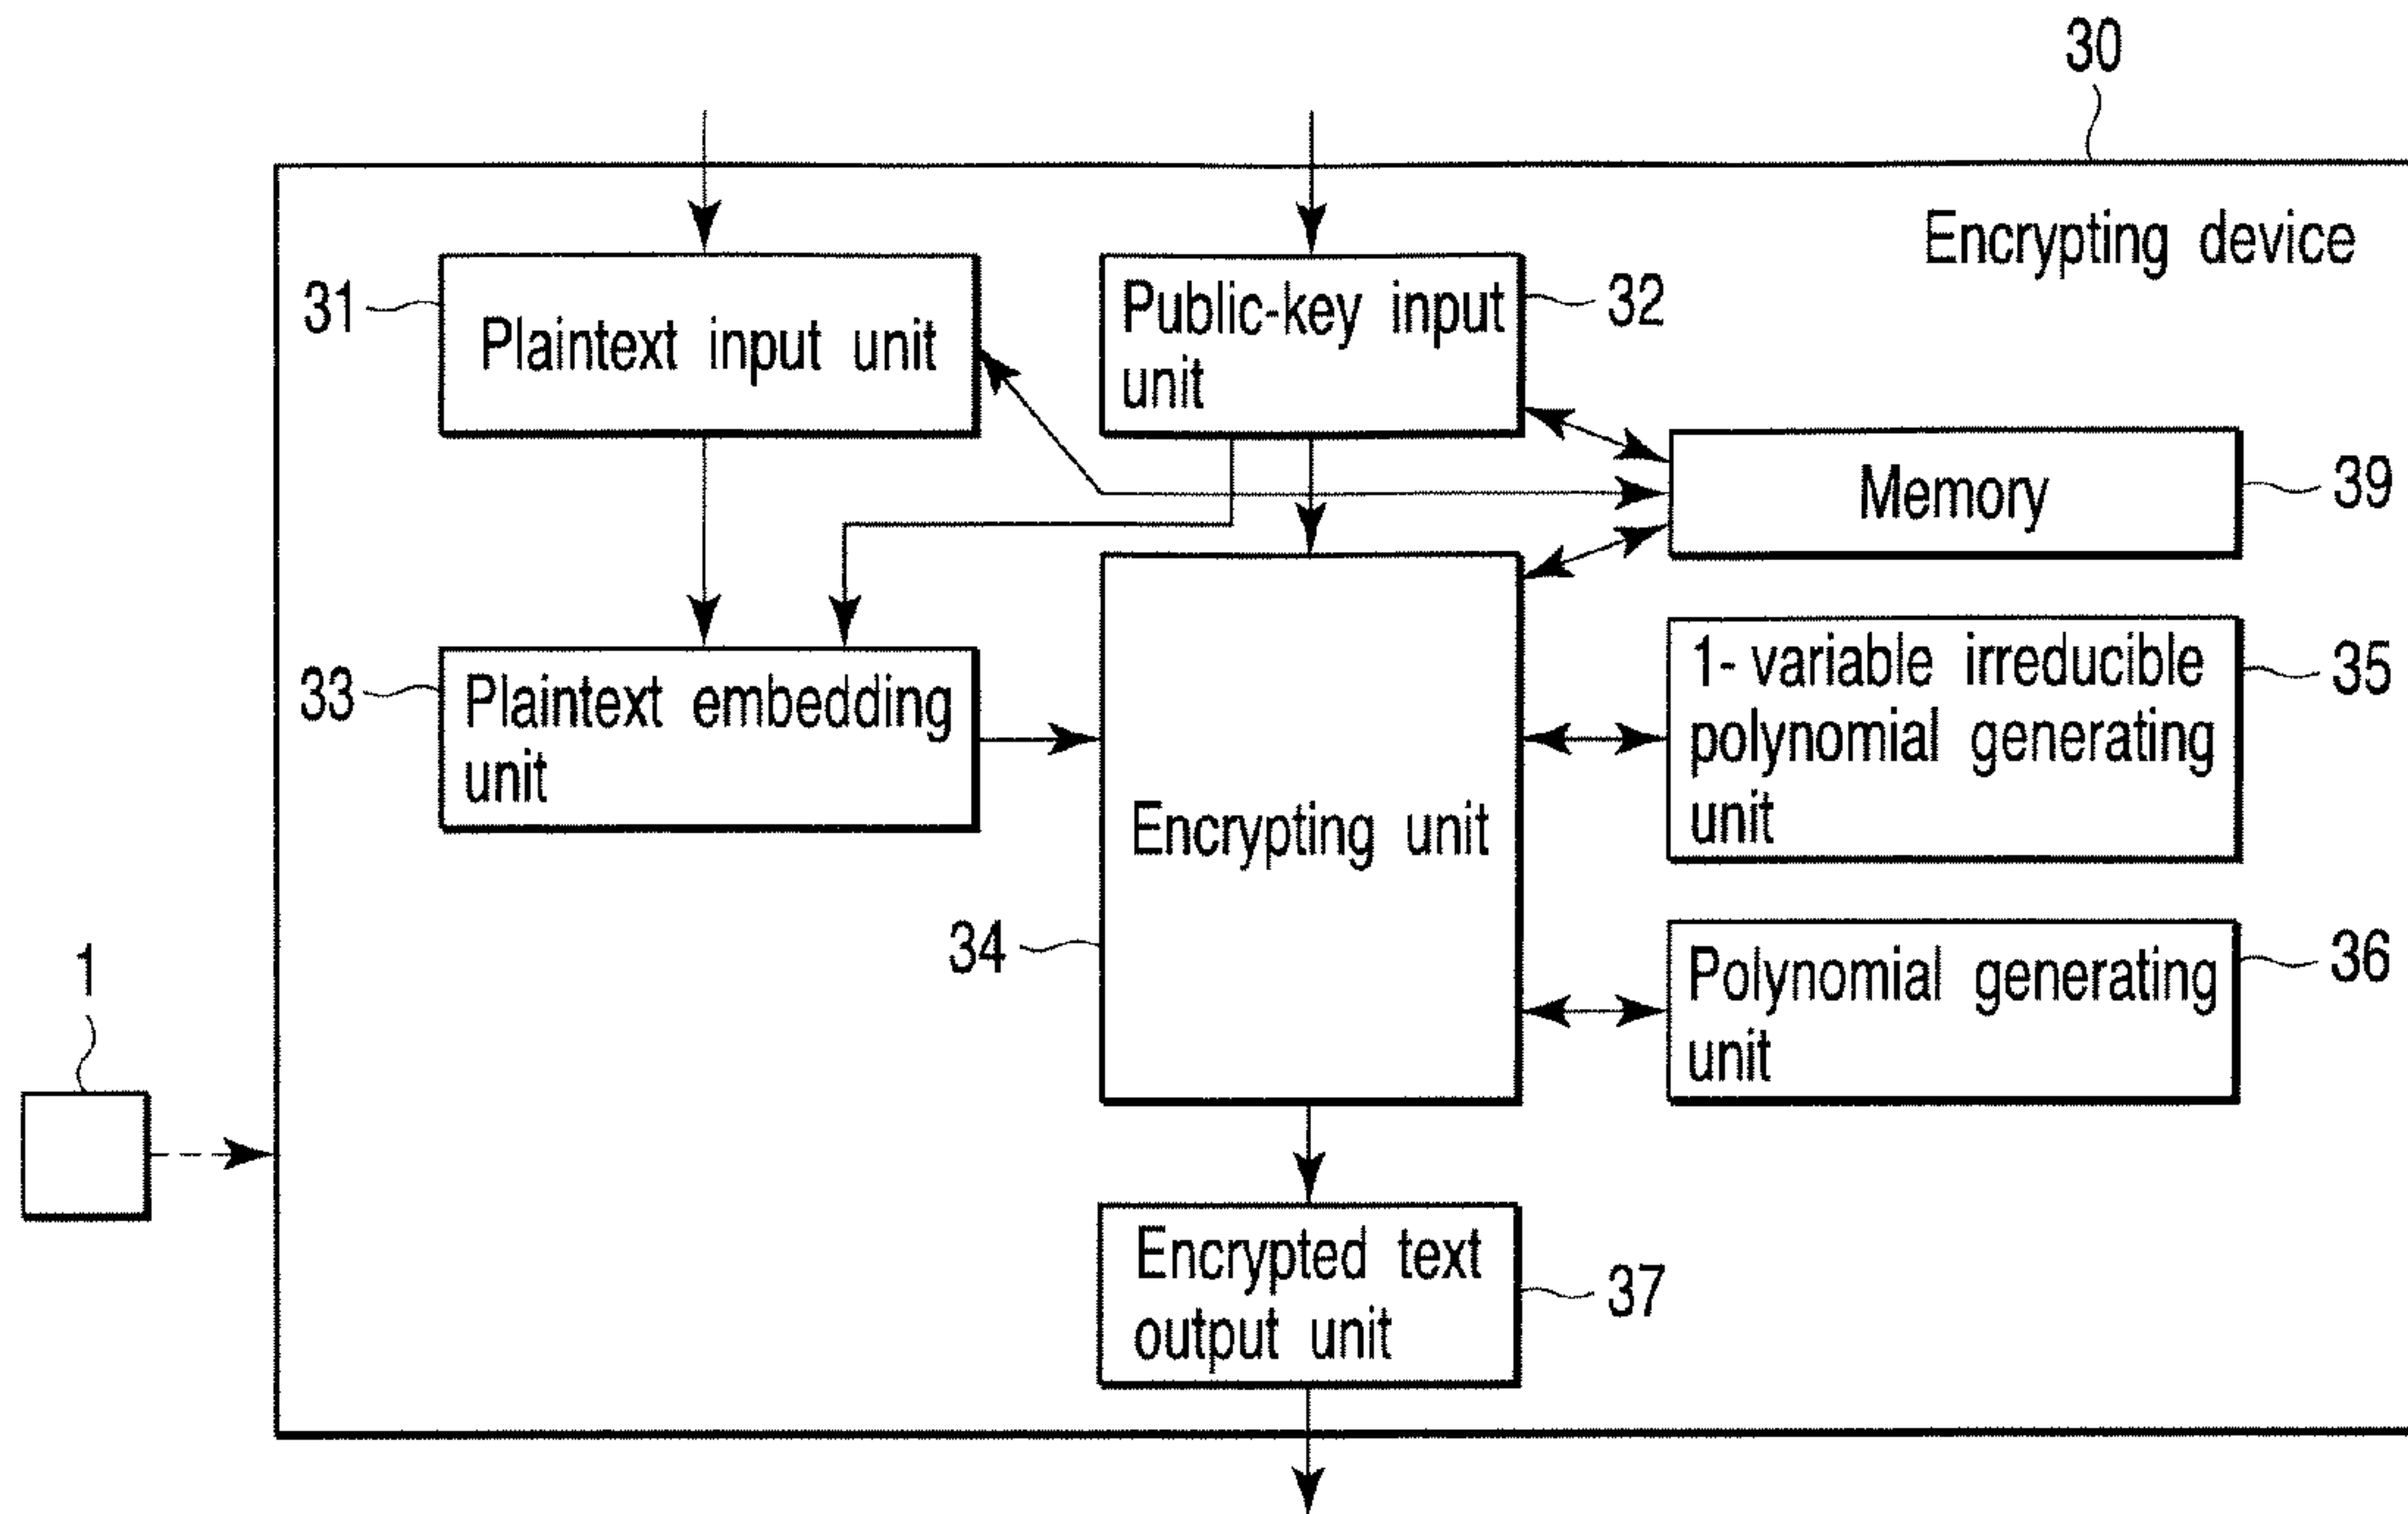 30
Encrypting device
31
Plaintext input unit
Public-key input
unit
32
Memory
39
33
Plaintext embedding
unit
1- variable irreducible
polynomial generating
unit
35
Encrypting unit
34
Polynomial generating
unit
36
1
Encrypted text
output unit
37